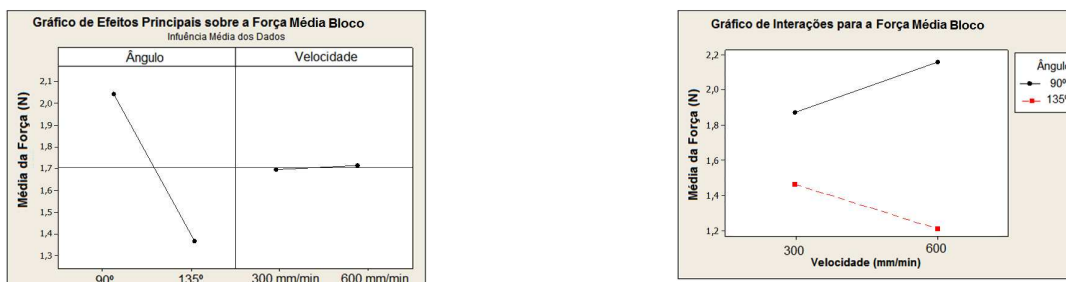 Gráfico de Efeitos Principais sobre a Força Média Bloco
Infuência Média dos Dados
Ângulo
Velocidade
Média da Força (N)
2,1
2,0
1,9
1,8
1,7
1,6
1,5
1,4
1,3
90º
135º
300 mm/min
600 mm/min
Gráfico de Interações para a Força Média Bloco
Média da Força (N)
2,2
2,0
1,8
1,6
1,4
1,2
300
600
Velocidade (mm/min)
Ângulo
90º
135º